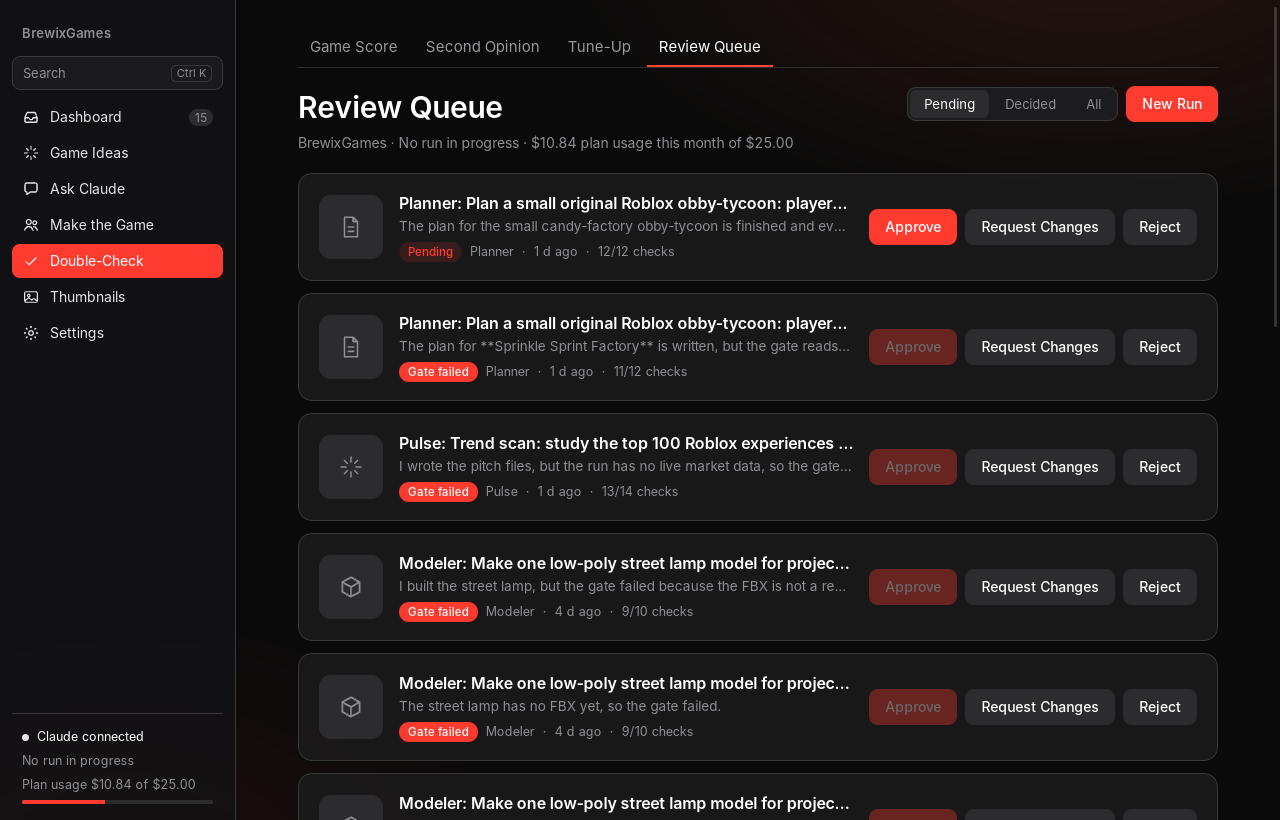 BrewixGames
Search
Ctrl K
Dashboard
15
Game Ideas
Ask Claude
Make the Game
Double-Check
Thumbnails
Settings
Claude connected
No run in progress
Plan usage $10.84 of $25.00
Game Score
Second Opinion
Tune-Up
Review Queue
Review Queue
Pending
Decided
All
New Run
BrewixGames · No run in progress · $10.84 plan usage this month of $25.00
Planner: Plan a small original Roblox obby-tycoon: player…
The plan for the small candy-factory obby-tycoon is finished and ev…
Pending Planner · 1 d ago · 12/12 checks
Approve
Request Changes
Reject
Planner: Plan a small original Roblox obby-tycoon: player…
The plan for **Sprinkle Sprint Factory** is written, but the gate reads…
Gate failed Planner · 1 d ago · 11/12 checks
Approve
Request Changes
Reject
Pulse: Trend scan: study the top 100 Roblox experiences …
I wrote the pitch files, but the run has no live market data, so the gate…
Gate failed Pulse · 1 d ago · 13/14 checks
Approve
Request Changes
Reject
Modeler: Make one low-poly street lamp model for projec…
I built the street lamp, but the gate failed because the FBX is not a re…
Gate failed Modeler · 4 d ago · 9/10 checks
Approve
Request Changes
Reject
Modeler: Make one low-poly street lamp model for projec…
The street lamp has no FBX yet, so the gate failed.
Gate failed Modeler · 4 d ago · 9/10 checks
Approve
Request Changes
Reject
Modeler: Make one low-poly street lamp model for projec…